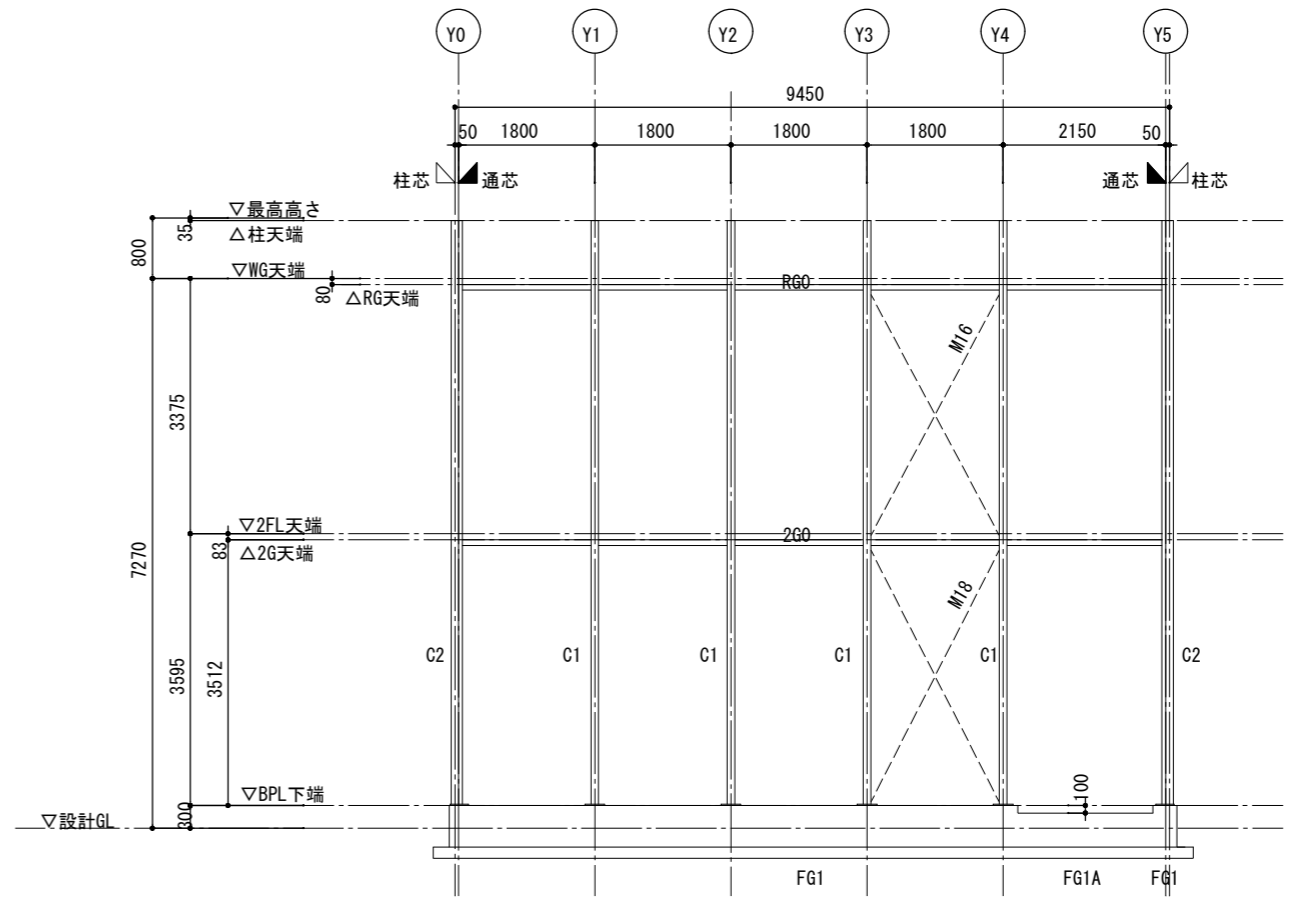 Y0 Y1 Y2 Y3 Y4 Y5
9450
50 1800 1800 1800 1800 2150 50
柱芯 通芯 通芯 柱芯
▽最高高さ
35
△柱天端
800
▽WG天端
RG0
80
△RG天端
M16
3375
▽2FL天端
2G0
83
△2G天端
7270
M18
C2 C1 C1 C1 C1 C2
3595
3512
▽BPL下端
100
300
▽設計GL
FG1 FG1A FG1